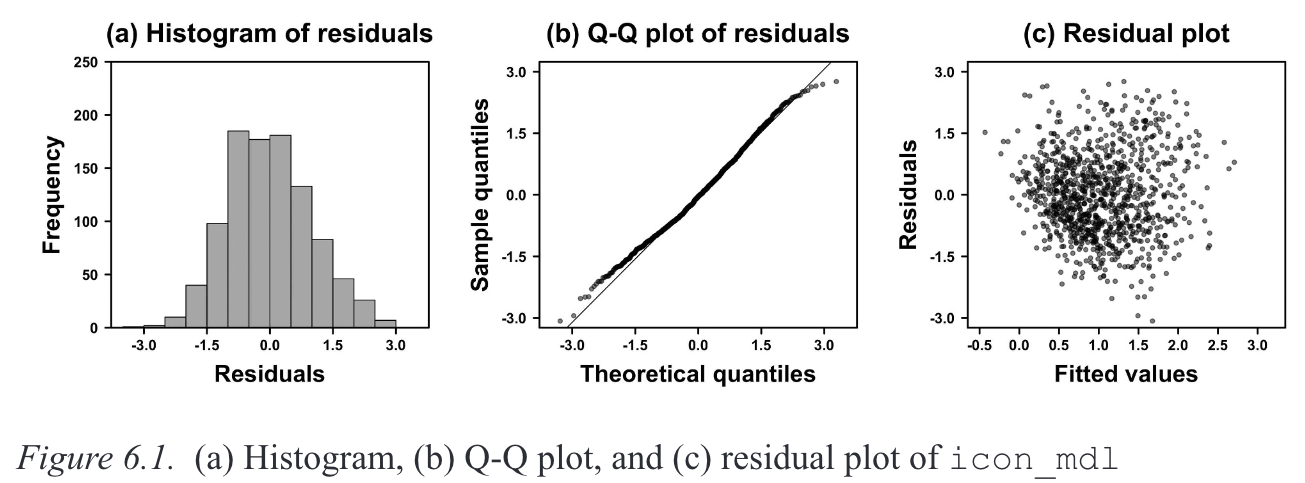 (a) Histogram of residuals
250
200
150
100
50
0
Frequency
-3.0 -1.5 0.0 1.5 3.0
Residuals
(b) Q-Q plot of residuals
3.0
1.5
0.0
-1.5
-3.0
Sample quantiles
-3.0 -1.5 0.0 1.5 3.0
Theoretical quantiles
(c) Residual plot
3.0
1.5
0.0
-1.5
-3.0
Residuals
-0.5 0.0 0.5 1.0 1.5 2.0 2.5 3.0
Fitted values
Figure 6.1. (a) Histogram, (b) Q-Q plot, and (c) residual plot of icon_mdl